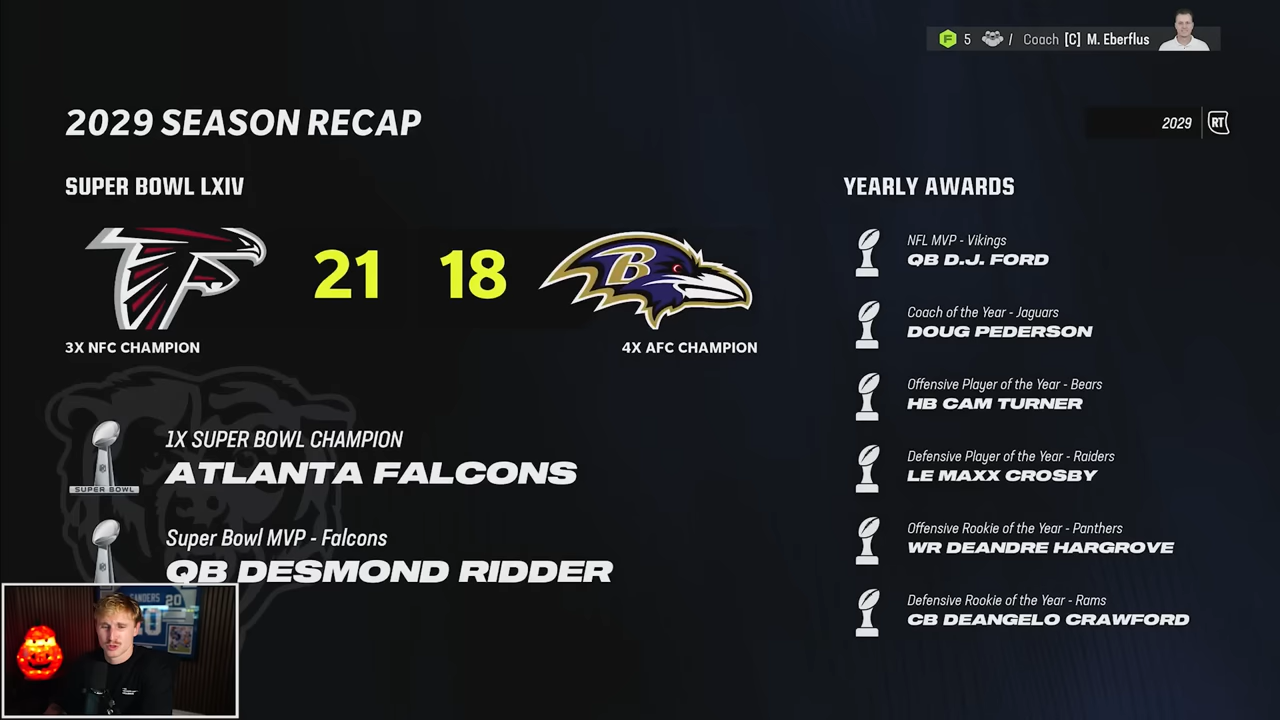 5 / Coach [C] M. Eberflus
2029 SEASON RECAP
2029 RT
SUPER BOWL LXIV
21 18
B
3X NFC CHAMPION
4X AFC CHAMPION
1X SUPER BOWL CHAMPION
ATLANTA FALCONS
SUPER BOWL
Super Bowl MVP - Falcons
QB DESMOND RIDDER
YEARLY AWARDS
NFL MVP - Vikings
QB D.J. FORD
Coach of the Year - Jaguars
DOUG PEDERSON
Offensive Player of the Year - Bears
HB CAM TURNER
Defensive Player of the Year - Raiders
LE MAXX CROSBY
Offensive Rookie of the Year - Panthers
WR DEANDRE HARGROVE
Defensive Rookie of the Year - Rams
CB DEANGELO CRAWFORD
SANDERS 20
20